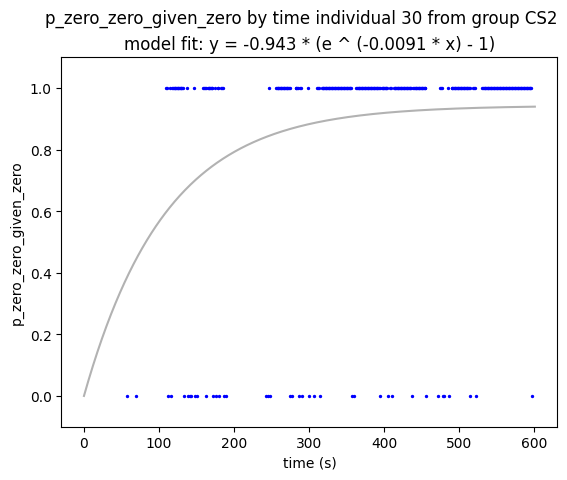 p_zero_zero_given_zero by time individual 30 from group CS2
model fit: y = -0.943 * (e ^ (-0.0091 * x) - 1)
1.0
0.8
0.6
0.4
0.2
0.0
p_zero_zero_given_zero
0 100 200 300 400 500 600
time (s)